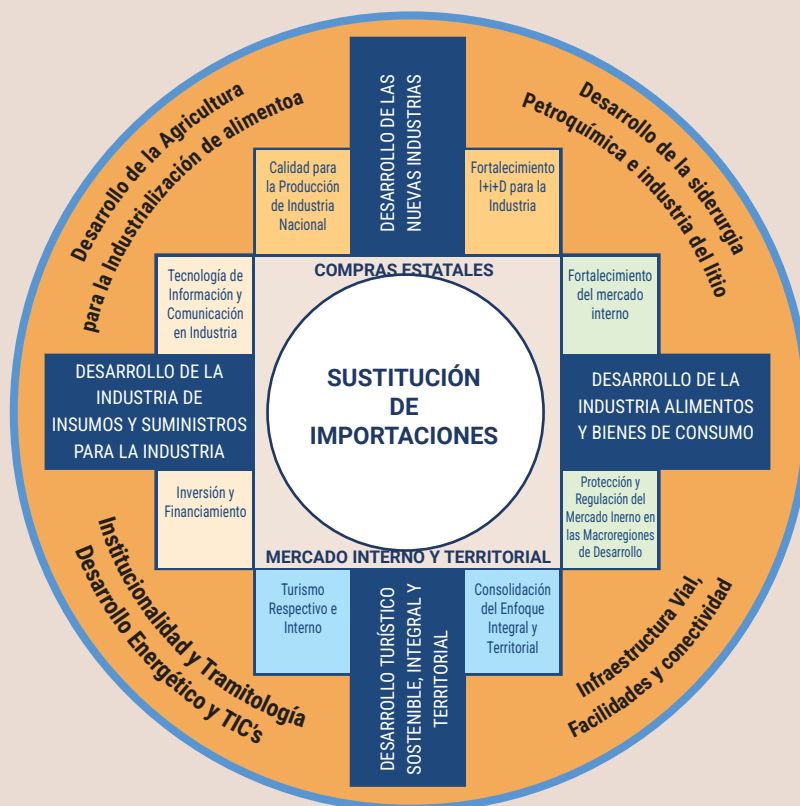 Desarrollo de la Agricultura
para la Industrialización de alimentoa
DESARROLLO DE LAS
NUEVAS INDUSTRIAS
Desarrollo de la siderurgia
Petroquímica e industria del litio
Calidad para
la Producción
de Industria
Nacional
Fortalecimiento
I+i+D para la
Industria
Tecnología de
Información y
Comunicación
en Industria
COMPRAS ESTATALES
Fortalecimiento
del mercado
interno
DESARROLLO DE LA
INDUSTRIA DE
INSUMOS Y SUMINISTROS
PARA LA INDUSTRIA
SUSTITUCIÓN
DE
IMPORTACIONES
DESARROLLO DE LA
INDUSTRIA ALIMENTOS
Y BIENES DE CONSUMO
Inversión y
Financiamiento
Protección y
Regulación del
Mercado Inerno en
las Macroregiones
de Desarrollo
MERCADO INTERNO Y TERRITORIAL
Turismo
Respectivo e
Interno
DESARROLLO TURÍSTICO
SOSTENIBLE, INTEGRAL Y
TERRITORIAL
Consolidación
del Enfoque
Integral y
Territorial
Institucionalidad y Tramitología
Desarrollo Energético y TIC's
Infraestructura Vial,
Facilidades y conectividad